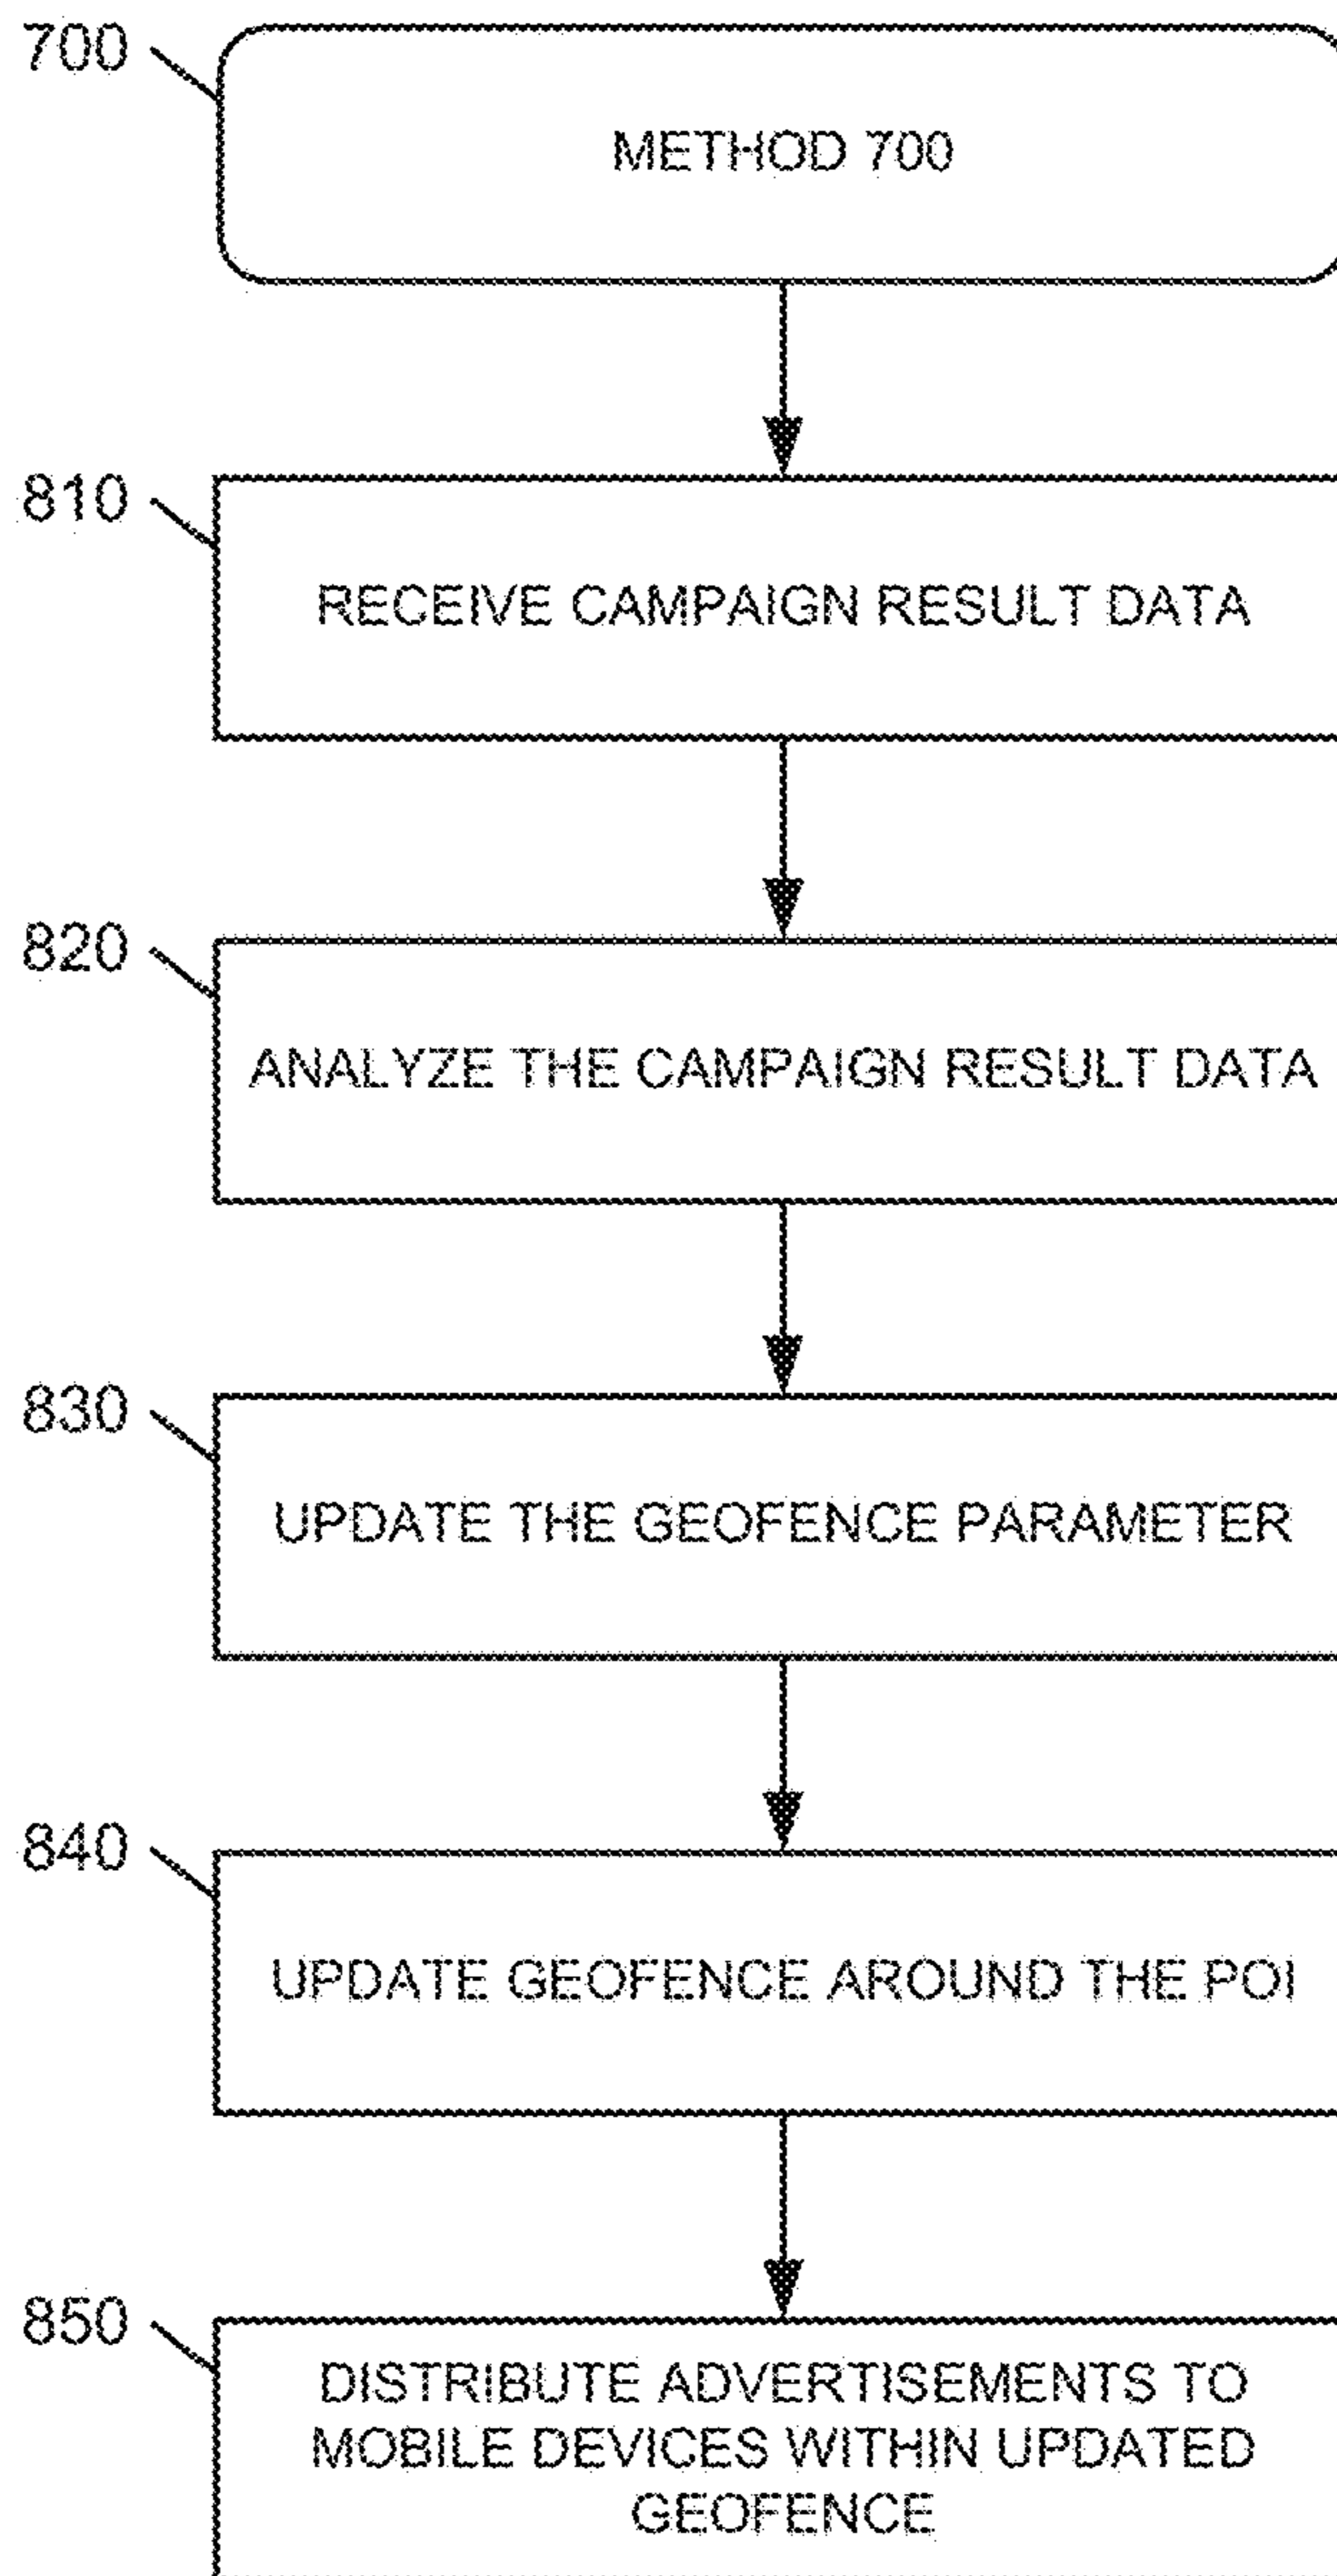 700
METHOD 700
810
RECEIVE CAMPAIGN RESULT DATA
820
ANALYZE THE CAMPAIGN RESULT DATA
830
UPDATE THE GEOFENCE PARAMETER
840
UPDATE GEOFENCE AROUND THE POI
850
DISTRIBUTE ADVERTISEMENTS TO
MOBILE DEVICES WITHIN UPDATED
GEOFENCE